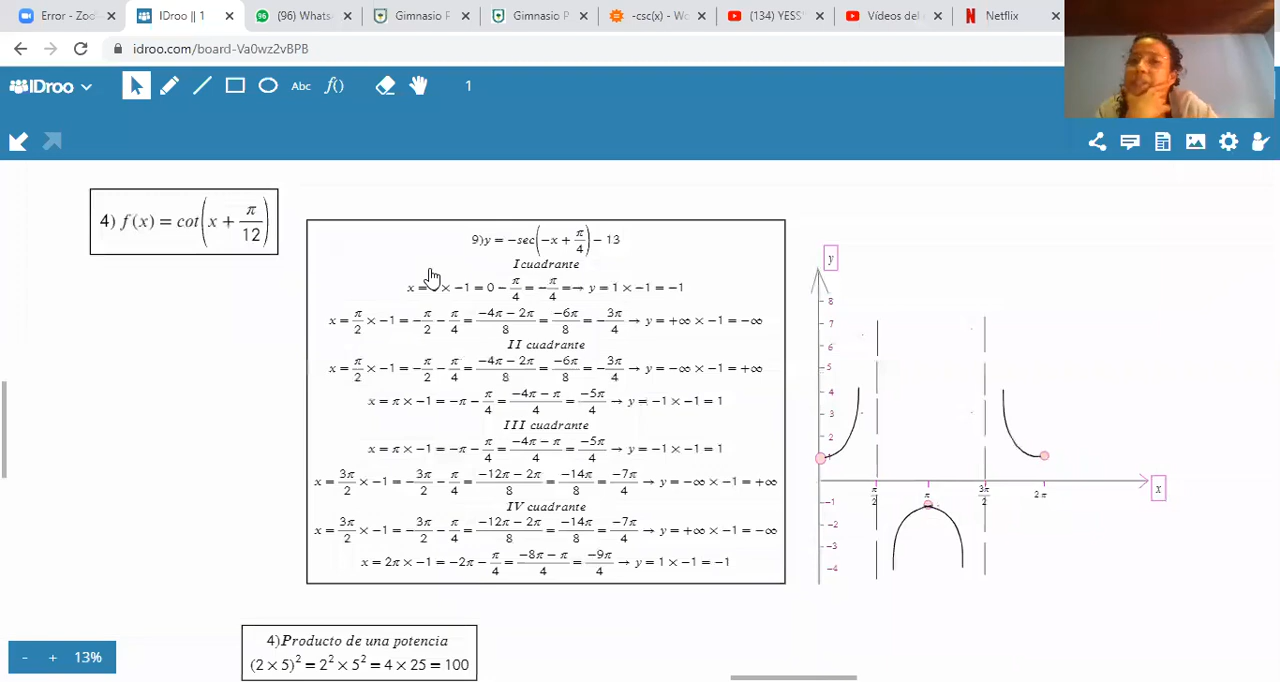 Error - Zoo
IDroo || 1
(96) Whats
Gimnasio F
Gimnasio P
-csc(x) - Wo
(134) YESS"
Vídeos del
Netflix
idroo.com/board-Va0wz2vBPB
IDroo
Abc f() 1
4) f(x) = cot(x + π/12)
9)y = −sec(−x + π/4) − 13
I cuadrante
x = × −1 = 0 − π/4 = −π/4 =→ y = 1 × −1 = −1
x = π/2 × −1 = −π/2 − π/4 = −4π − 2π/8 = −6π/8 = −3π/4 → y = +∞ × −1 = −∞
II cuadrante
x = π/2 × −1 = −π/2 − π/4 = −4π − 2π/8 = −6π/8 = −3π/4 → y = −∞ × −1 = +∞
x = π × −1 = −π − π/4 = −4π − π/4 = −5π/4 → y = −1 × −1 = 1
III cuadrante
x = π × −1 = −π − π/4 = −4π − π/4 = −5π/4 → y = −1 × −1 = 1
x = 3π/2 × −1 = −3π/2 − π/4 = −12π − 2π/8 = −14π/8 = −7π/4 → y = −∞ × −1 = +∞
IV cuadrante
x = 3π/2 × −1 = −3π/2 − π/4 = −12π − 2π/8 = −14π/8 = −7π/4 → y = +∞ × −1 = −∞
x = 2π × −1 = −2π − π/4 = −8π − π/4 = −9π/4 → y = 1 × −1 = −1
y
8
7
6
5
4
3
2
1
π/2 π 3π/2 2π x
−1
−2
−3
−4
4)Producto de una potencia
(2 × 5)² = 2² × 5² = 4 × 25 = 100
- + 13%